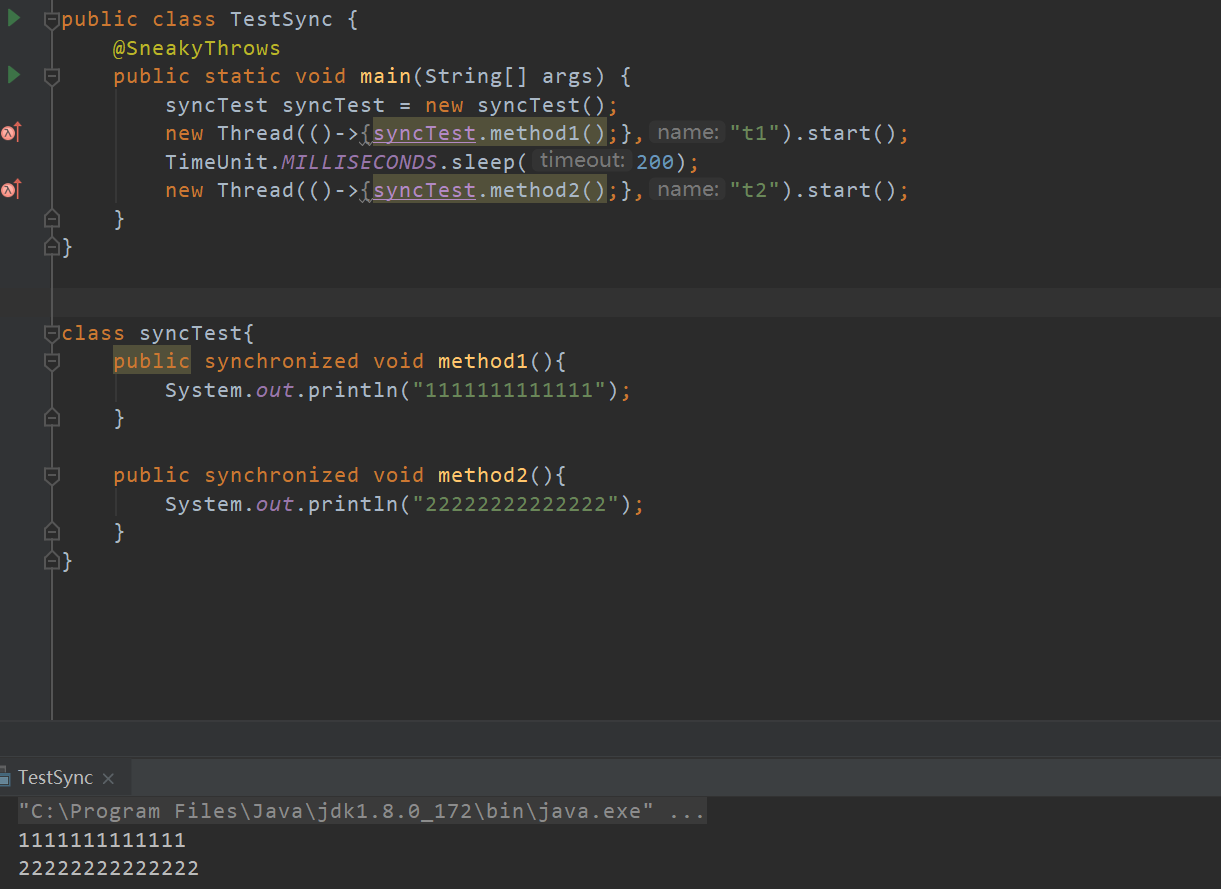 public class TestSync {
@SneakyThrows
public static void main(String[] args) {
syncTest syncTest = new syncTest();
new Thread(()->{syncTest.method1();}, name: "t1").start();
TimeUnit.MILLISECONDS.sleep( timeout: 200);
new Thread(()->{syncTest.method2();}, name: "t2").start();
}
}
class syncTest{
public synchronized void method1(){
System.out.println("1111111111111");
}
public synchronized void method2(){
System.out.println("22222222222222");
}
}
TestSync ×
"C:\Program Files\Java\jdk1.8.0_172\bin\java.exe" ...
1111111111111
22222222222222